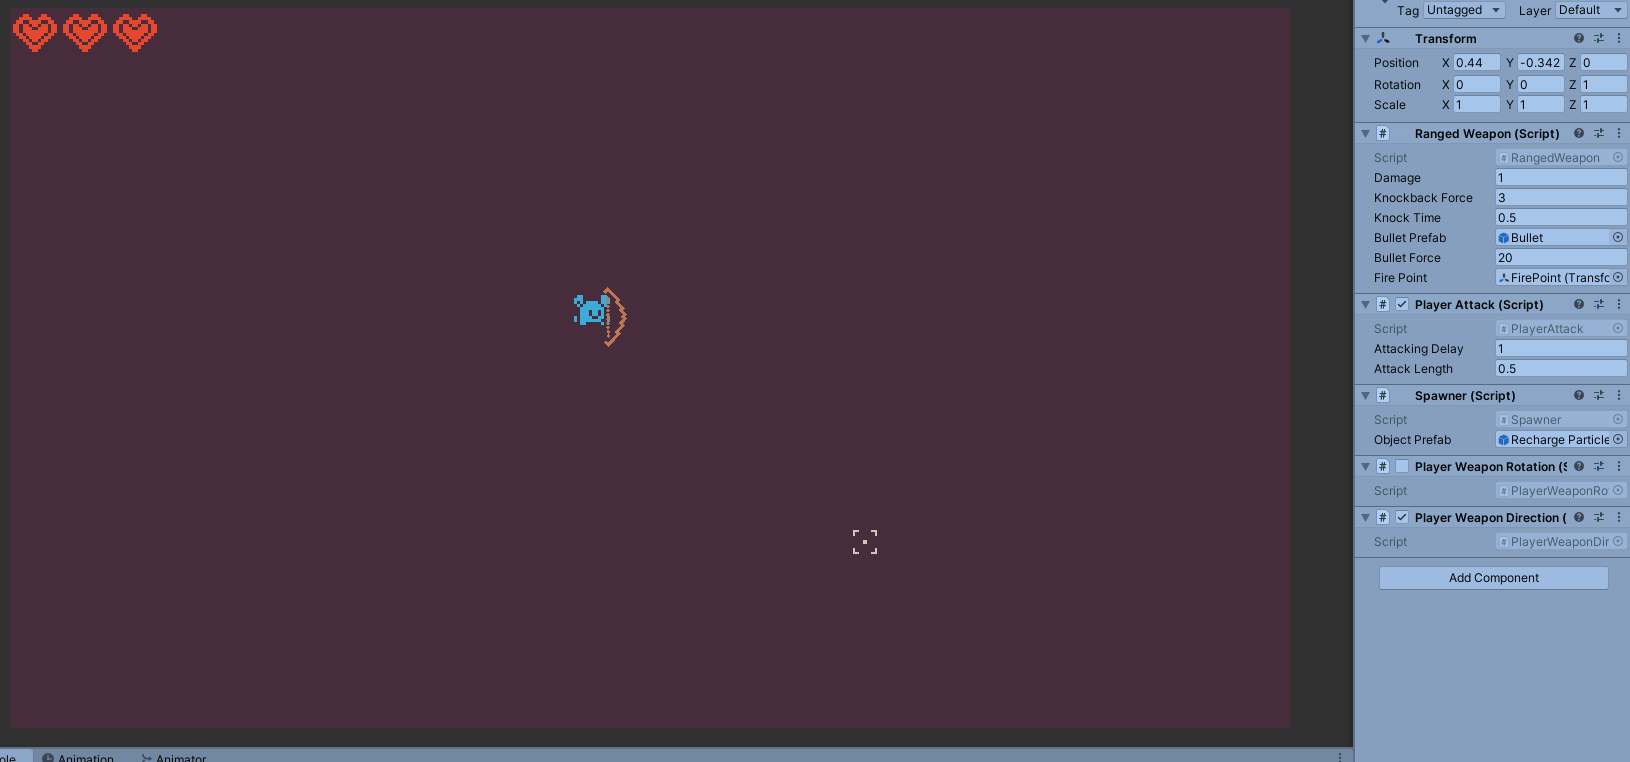 Tag Untagged Layer Default
Transform
Position X 0.44 Y -0.342 Z 0
Rotation X 0 Y 0 Z 1
Scale X 1 Y 1 Z 1
# Ranged Weapon (Script)
Script # RangedWeapon
Damage 1
Knockback Force 3
Knock Time 0.5
Bullet Prefab Bullet
Bullet Force 20
Fire Point FirePoint (Transfo
# Player Attack (Script)
Script # PlayerAttack
Attacking Delay 1
Attack Length 0.5
# Spawner (Script)
Script # Spawner
Object Prefab Recharge Particle
# Player Weapon Rotation (S
Script # PlayerWeaponRo
# Player Weapon Direction (
Script # PlayerWeaponDir
Add Component
ole Animation Animator